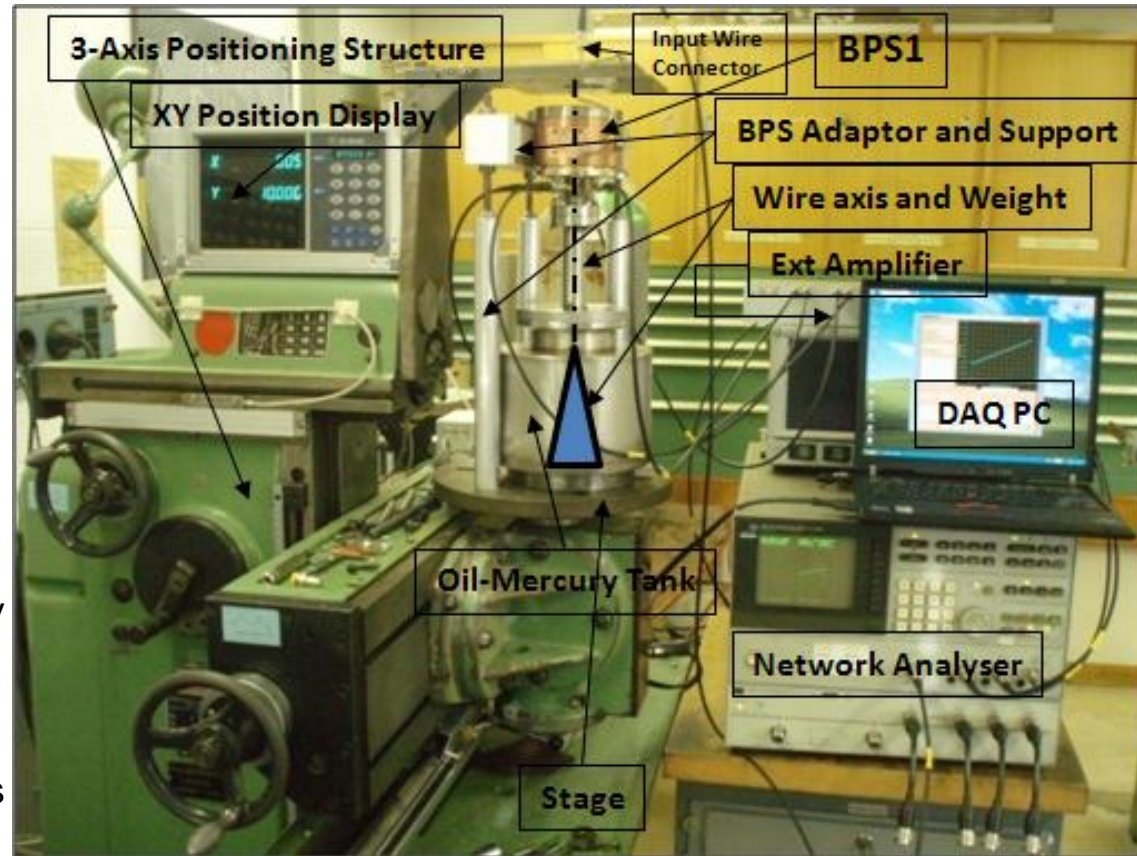 3-Axis Positioning Structure
Input Wire
Connector
BPS1
XY Position Display
BPS Adaptor and Support
X
Y
Wire axis and Weight
Ext Amplifier
DAQ PC
Oil-Mercury Tank
y
Network Analyser
Stage
s